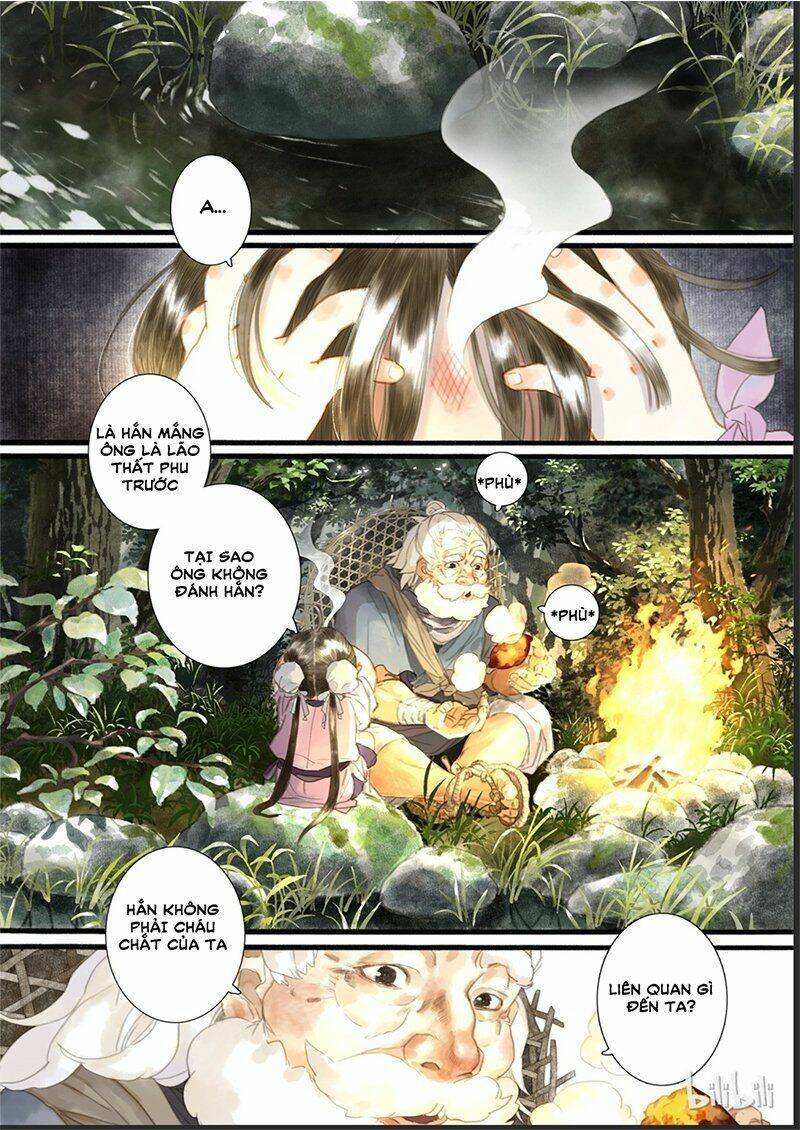 A...
LÀ HẮN MẮNG
ÔNG LÀ LÃO
THẤT PHU
TRƯỚC
TẠI SAO
ÔNG KHÔNG
ĐÁNH HẮN?
*PHÙ*
*PHÙ*
HẮN KHÔNG
PHẢI CHÁU
CHẮT CỦA TA
LIÊN QUAN GÌ
ĐẾN TA?
bilibili